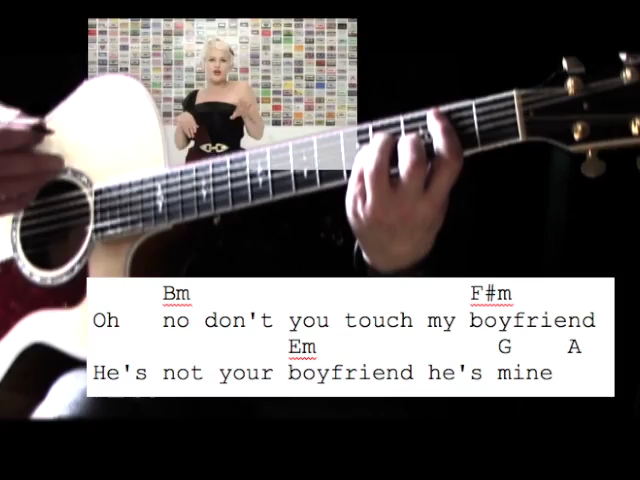 Bm F#m
Oh no don't you touch my boyfriend
Em G A
He's not your boyfriend he's mine